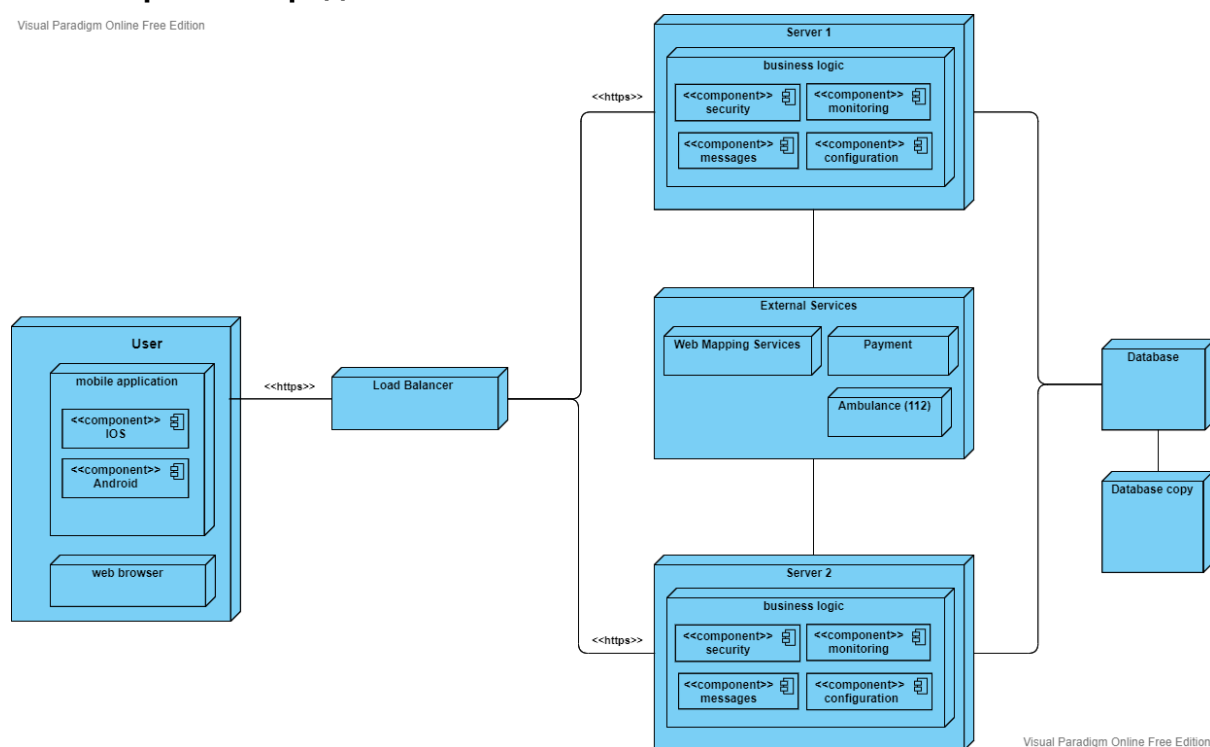 Visual Paradigm Online Free Edition
Server 1
business logic
<<https>>
<<component>>
security
<<component>>
monitoring
<<component>>
messages
<<component>>
configuration
External Services
Web Mapping Services
Payment
Ambulance (112)
User
mobile application
<<component>>
IOS
<<component>>
Android
web browser
<<https>>
Load Balancer
Database
Database copy
Server 2
business logic
<<https>>
<<component>>
security
<<component>>
monitoring
<<component>>
messages
<<component>>
configuration
Visual Paradigm Online Free Edition